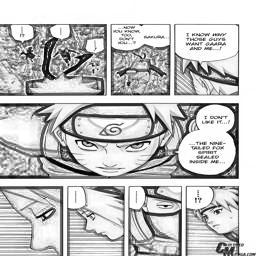 I KNOW WHY
THOSE GUYS
WANT GAARA
AND ME...!
...NOW
YOU KNOW,
TOO,
DON'T
YOU...?
SAKURA...
...
...
!?
I DON'T
LIKE IT...!
...THE NINE-
TAILED FOX
SPIRIT
SEALED
INSIDE ME...
...
!?
...
...